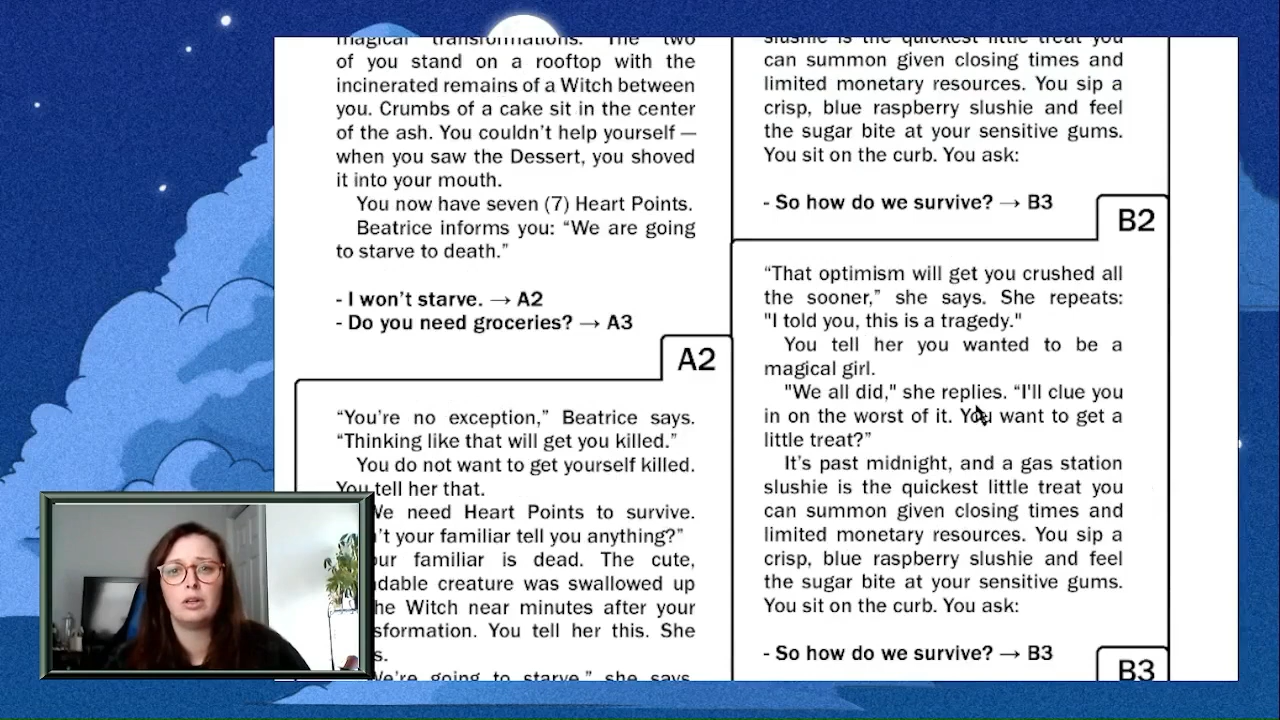 magical transformations. The two
of you stand on a rooftop with the
incinerated remains of a Witch between
you. Crumbs of a cake sit in the center
of the ash. You couldn’t help yourself —
when you saw the Dessert, you shoved
it into your mouth.
You now have seven (7) Heart Points.
Beatrice informs you: “We are going
to starve to death.”
- I won’t starve. → A2
- Do you need groceries? → A3
A2
“You’re no exception,” Beatrice says.
“Thinking like that will get you killed.”
You do not want to get yourself killed.
You tell her that.
We need Heart Points to survive.
’t your familiar tell you anything?”
our familiar is dead. The cute,
dable creature was swallowed up
he Witch near minutes after your
sformation. You tell her this. She
s.
We’re going to starve,” she says.
slushie is the quickest little treat you
can summon given closing times and
limited monetary resources. You sip a
crisp, blue raspberry slushie and feel
the sugar bite at your sensitive gums.
You sit on the curb. You ask:
- So how do we survive? → B3
B2
“That optimism will get you crushed all
the sooner,” she says. She repeats:
"I told you, this is a tragedy."
You tell her you wanted to be a
magical girl.
"We all did," she replies. “I'll clue you
in on the worst of it. You want to get a
little treat?”
It’s past midnight, and a gas station
slushie is the quickest little treat you
can summon given closing times and
limited monetary resources. You sip a
crisp, blue raspberry slushie and feel
the sugar bite at your sensitive gums.
You sit on the curb. You ask:
- So how do we survive? → B3
B3